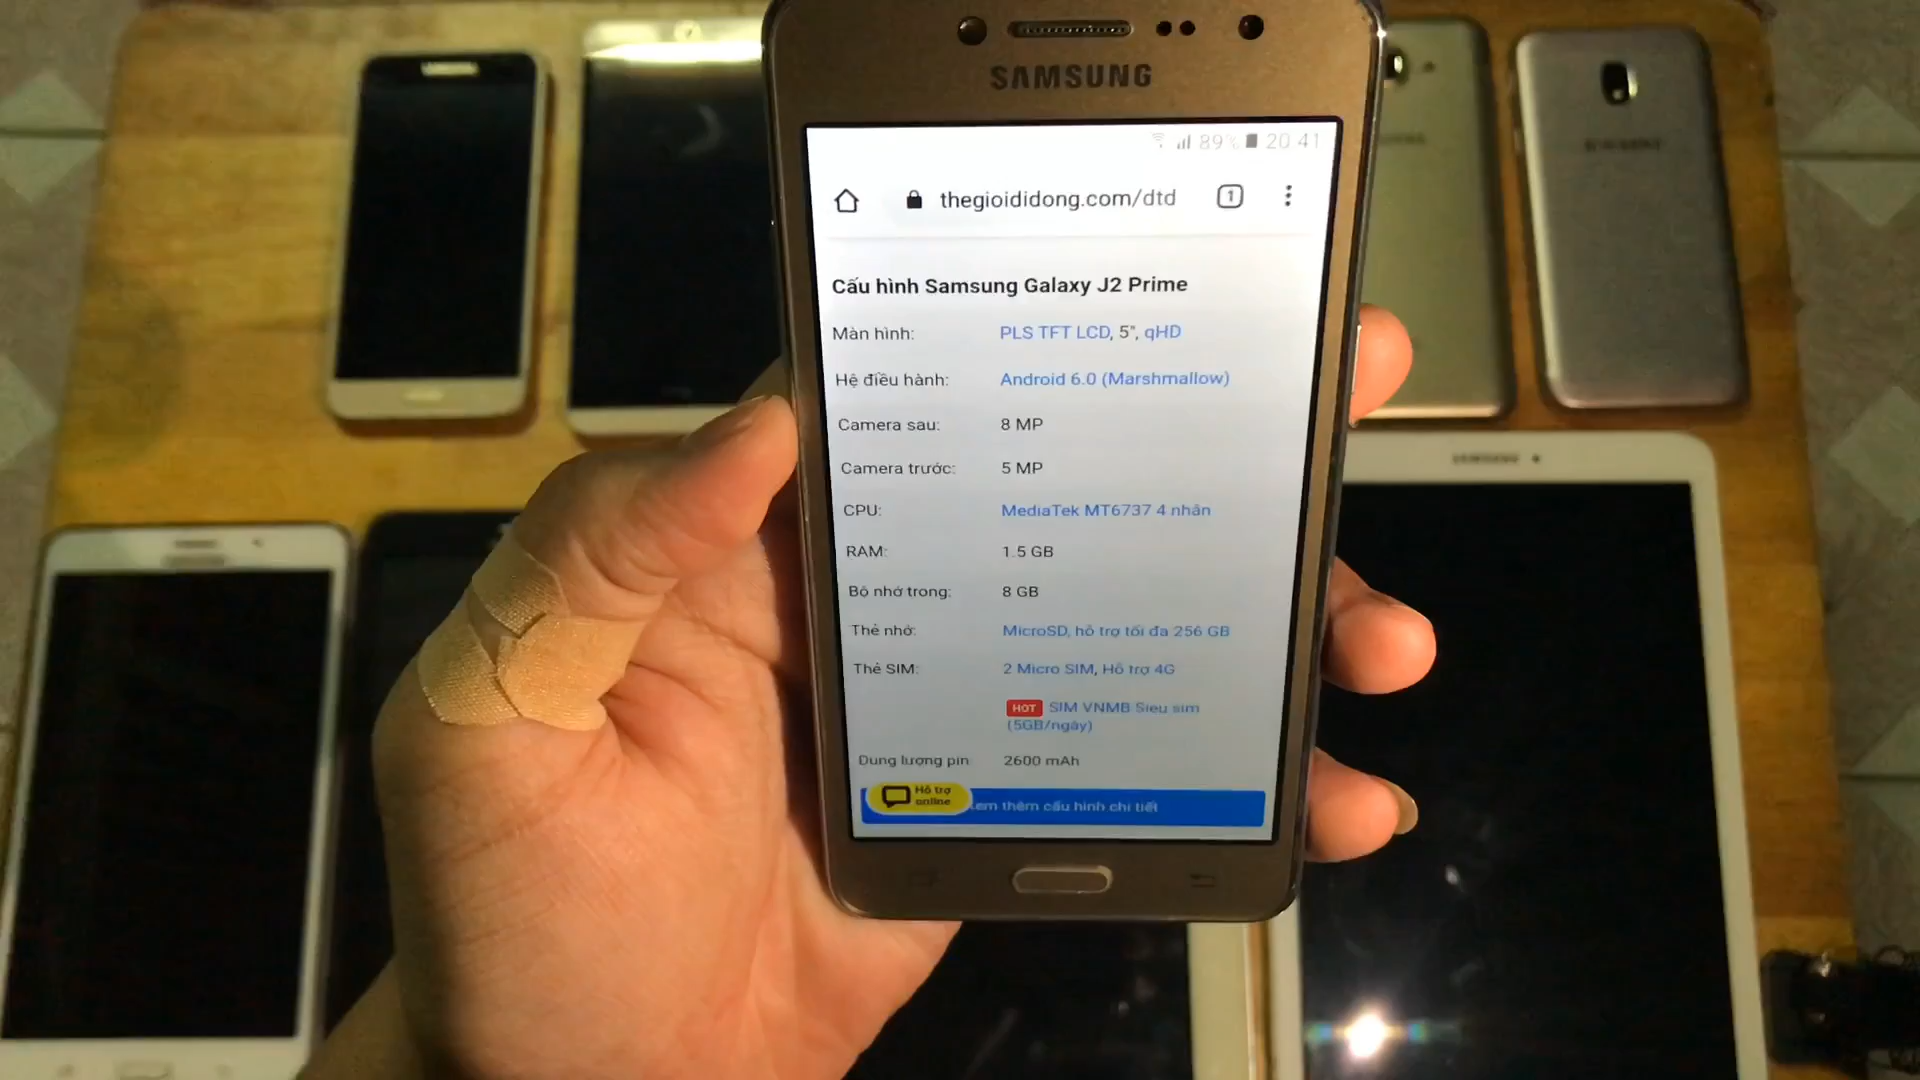 SAMSUNG
89% 20:41
thegioididong.com/dtd 1
Cấu hình Samsung Galaxy J2 Prime
Màn hình: PLS TFT LCD, 5", qHD
Hệ điều hành: Android 6.0 (Marshmallow)
Camera sau: 8 MP
Camera trước: 5 MP
CPU: MediaTek MT6737 4 nhân
RAM: 1.5 GB
Bộ nhớ trong: 8 GB
Thẻ nhớ: MicroSD, hỗ trợ tối đa 256 GB
Thẻ SIM: 2 Micro SIM, Hỗ trợ 4G
HOT SIM VNMB Sieu sim
(5GB/ngày)
Dung lượng pin 2600 mAh
Hỗ trợ
online
em thêm cấu hình chi tiết
SAMSUNG
SAMSUNG